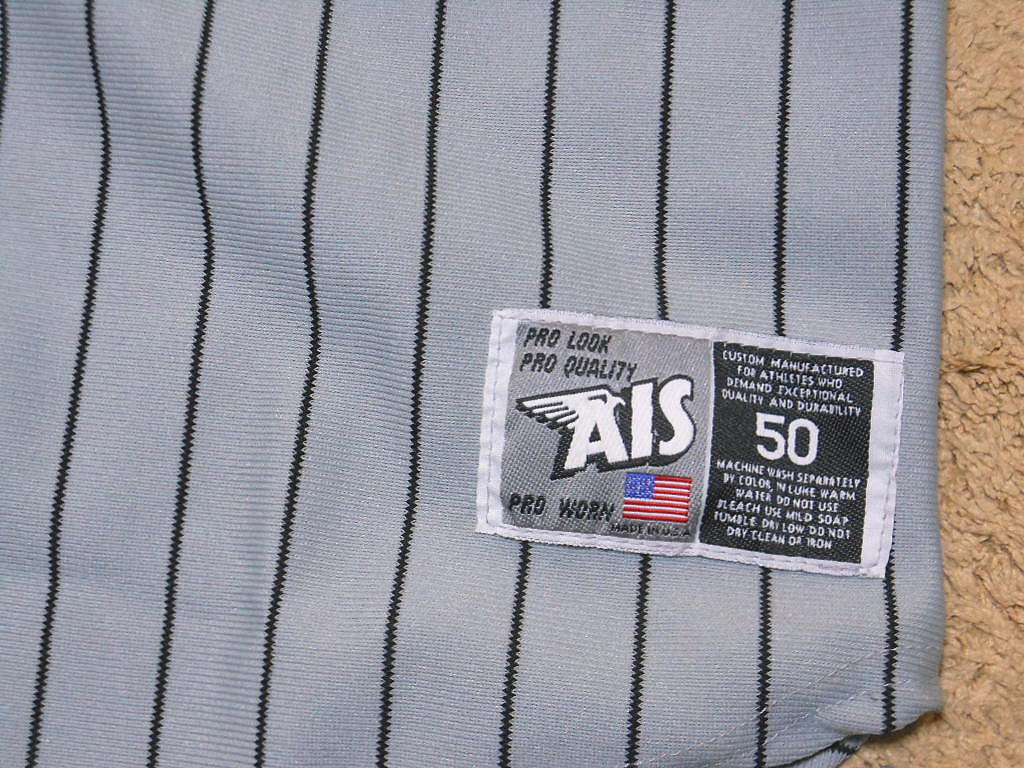 PRO LOOK
PRO QUALITY
AIS
PRO WORN
MADE IN U.S.A
CUSTOM MANUFACTURED
FOR ATHLETES WHO
DEMAND EXCEPTIONAL
QUALITY AND DURABILITY
50
MACHINE WASH SEPARATELY
BY COLOR, N LUKE WARM
WATER DO NOT USE
BLEACH USE MILD SOAP
TUMBLE DRY LOW DO NOT
DRY CLEAN OR IRON